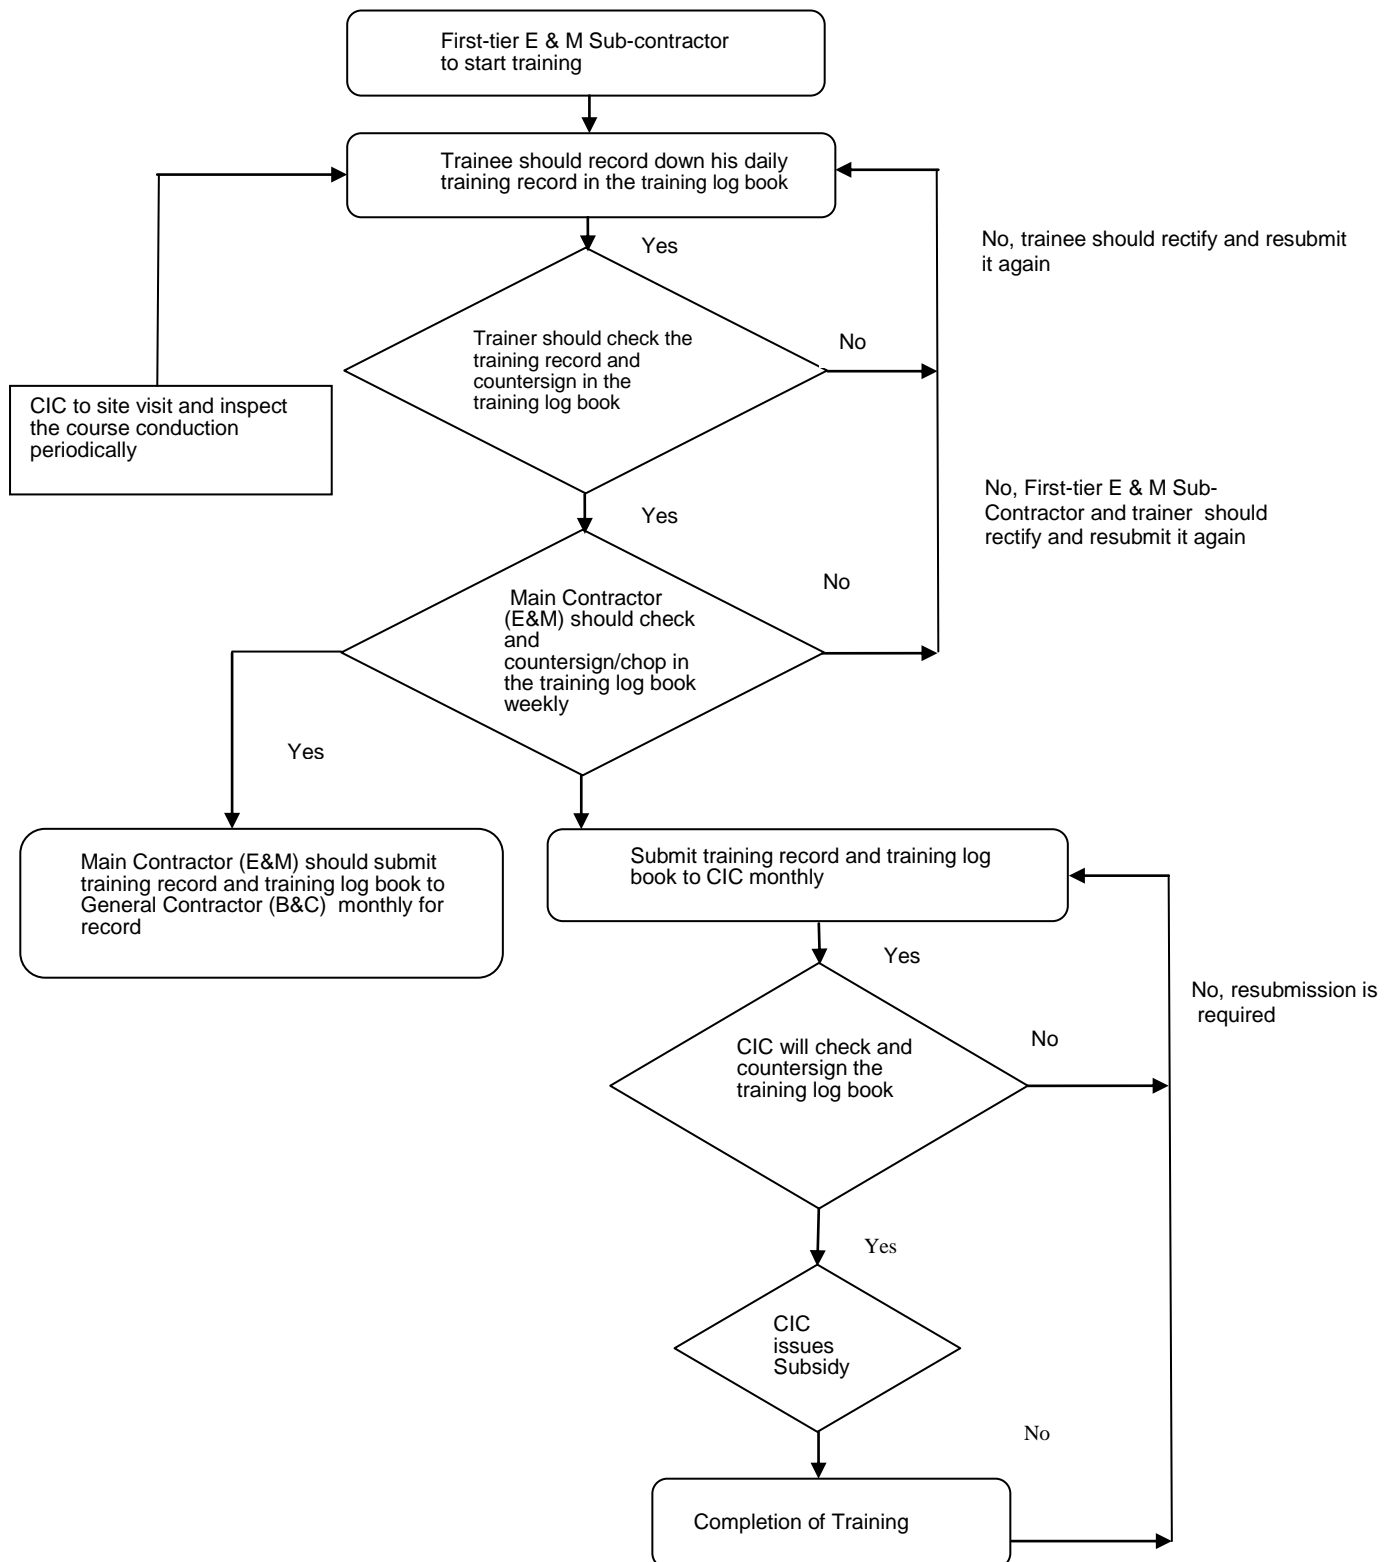 First-tier E & M Sub-contractor
to start training
Trainee should record down his daily
training record in the training log book
Yes
No, trainee should rectify and resubmit
it again
Trainer should check the
training record and
countersign in the
training log book
No
CIC to site visit and inspect
the course conduction
periodically
No, First-tier E & M Sub-
Contractor and trainer should
rectify and resubmit it again
Yes
No
Main Contractor
(E&M) should check
and
countersign/chop in
the training log book
weekly
Yes
Main Contractor (E&M) should submit
training record and training log book to
General Contractor (B&C) monthly for
record
Submit training record and training log
book to CIC monthly
Yes
No, resubmission is
required
No
CIC will check and
countersign the
training log book
Yes
CIC
issues
Subsidy
No
Completion of Training